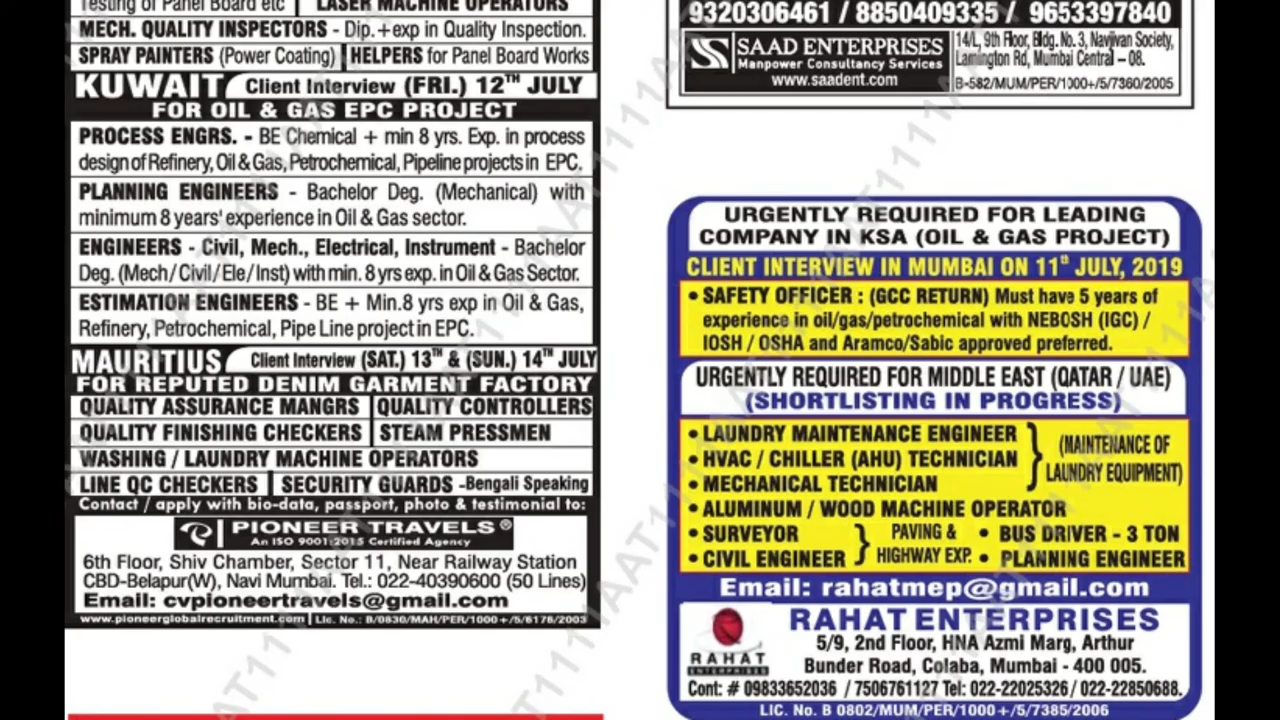 Testing of Panel Board etc | LASER MACHINE OPERATORS
MECH. QUALITY INSPECTORS - Dip.+exp in Quality Inspection.
SPRAY PAINTERS (Power Coating) | HELPERS for Panel Board Works
KUWAIT Client Interview (FRI.) 12TH JULY
FOR OIL & GAS EPC PROJECT
PROCESS ENGRS. - BE Chemical + min 8 yrs. Exp. in process
design of Refinery, Oil & Gas, Petrochemical, Pipeline projects in EPC.
PLANNING ENGINEERS - Bachelor Deg. (Mechanical) with
minimum 8 years' experience in Oil & Gas sector.
ENGINEERS - Civil, Mech., Electrical, Instrument - Bachelor
Deg. (Mech/Civil/Ele/Inst) with min. 8 yrs exp. in Oil & Gas Sector.
ESTIMATION ENGINEERS - BE + Min.8 yrs exp in Oil & Gas,
Refinery, Petrochemical, Pipe Line project in EPC.
MAURITIUS Client Interview (SAT.) 13TH & (SUN.) 14TH JULY
FOR REPUTED DENIM GARMENT FACTORY
QUALITY ASSURANCE MANGRS | QUALITY CONTROLLERS
QUALITY FINISHING CHECKERS | STEAM PRESSMEN
WASHING / LAUNDRY MACHINE OPERATORS
LINE QC CHECKERS | SECURITY GUARDS -Bengali Speaking
Contact / apply with bio-data, passport, photo & testimonial to:
PIONEER TRAVELS®
An ISO 9001:2015 Certified Agency
6th Floor, Shiv Chamber, Sector 11, Near Railway Station
CBD-Belapur(W), Navi Mumbai. Tel.: 022-40390600 (50 Lines)
Email: cvpioneertravels@gmail.com
www.pioneerglobalrecruitment.com | Lic. No.: B/0830/MAH/PER/1000+/5/6176/2003
9320306461 / 8850409335 / 9653397840
SAAD ENTERPRISES
Manpower Consultancy Services
www.saadent.com
14/L, 9th Floor, Bldg. No. 3, Navjivan Society,
Lamington Rd, Mumbai Central – 08.
B-582/MUM/PER/1000+/5/7360/2005
URGENTLY REQUIRED FOR LEADING
COMPANY IN KSA (OIL & GAS PROJECT)
CLIENT INTERVIEW IN MUMBAI ON 11th JULY, 2019
• SAFETY OFFICER : (GCC RETURN) Must have 5 years of
experience in oil/gas/petrochemical with NEBOSH (IGC) /
IOSH / OSHA and Aramco/Sabic approved preferred.
URGENTLY REQUIRED FOR MIDDLE EAST (QATAR / UAE)
(SHORTLISTING IN PROGRESS)
• LAUNDRY MAINTENANCE ENGINEER
• HVAC / CHILLER (AHU) TECHNICIAN
• MECHANICAL TECHNICIAN
(MAINTENANCE OF
LAUNDRY EQUIPMENT)
• ALUMINUM / WOOD MACHINE OPERATOR
• SURVEYOR
• CIVIL ENGINEER
PAVING &
HIGHWAY EXP.
• BUS DRIVER - 3 TON
• PLANNING ENGINEER
Email: rahatmep@gmail.com
RAHAT
ENTERPRISES
RAHAT ENTERPRISES
5/9, 2nd Floor, HNA Azmi Marg, Arthur
Bunder Road, Colaba, Mumbai - 400 005.
Cont: # 09833652036 / 7506761127 Tel: 022-22025326/ 022-22850688.
LIC. No. B 0802/MUM/PER/1000+/5/7385/2006